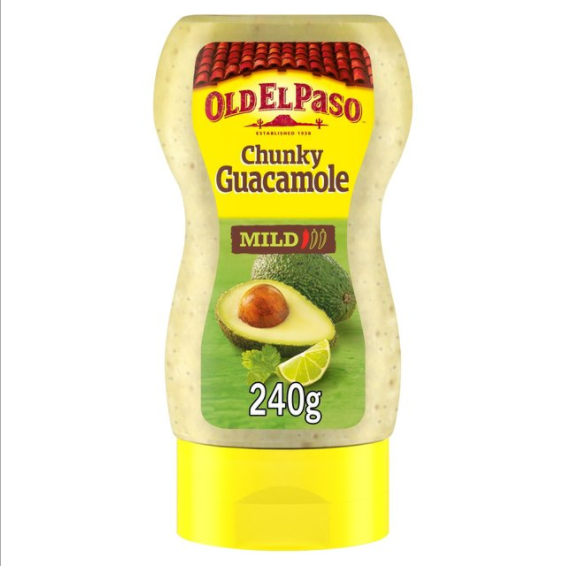 OLD EL PASO
ESTABLISHED 1938
Chunky
Guacamole
MILD
240g